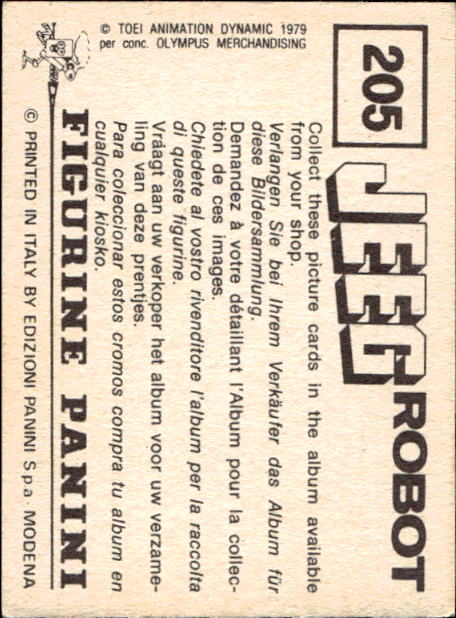 © TOEI ANIMATION DYNAMIC 1979
per conc. OLYMPUS MERCHANDISING
205
JEEG ROBOT
Collect these picture cards in the album available
from your shop.
Verlangen Sie bei Ihrem Verkäufer das Album für
diese Bildersammlung.
Demandez à votre détaillant l'Album pour la collec-
tion de ces images.
Chiedete al vostro rivenditore l'album per la raccolta
di queste figurine.
Vráagt aan uw verkoper het album voor uw verzame-
ling van deze prentjes.
Para coleccionar estos cromos compra tu album en
cualquier kiosko.
FIGURINE PANINI
© PRINTED IN ITALY BY EDIZIONI PANINI S.p.a. - MODENA